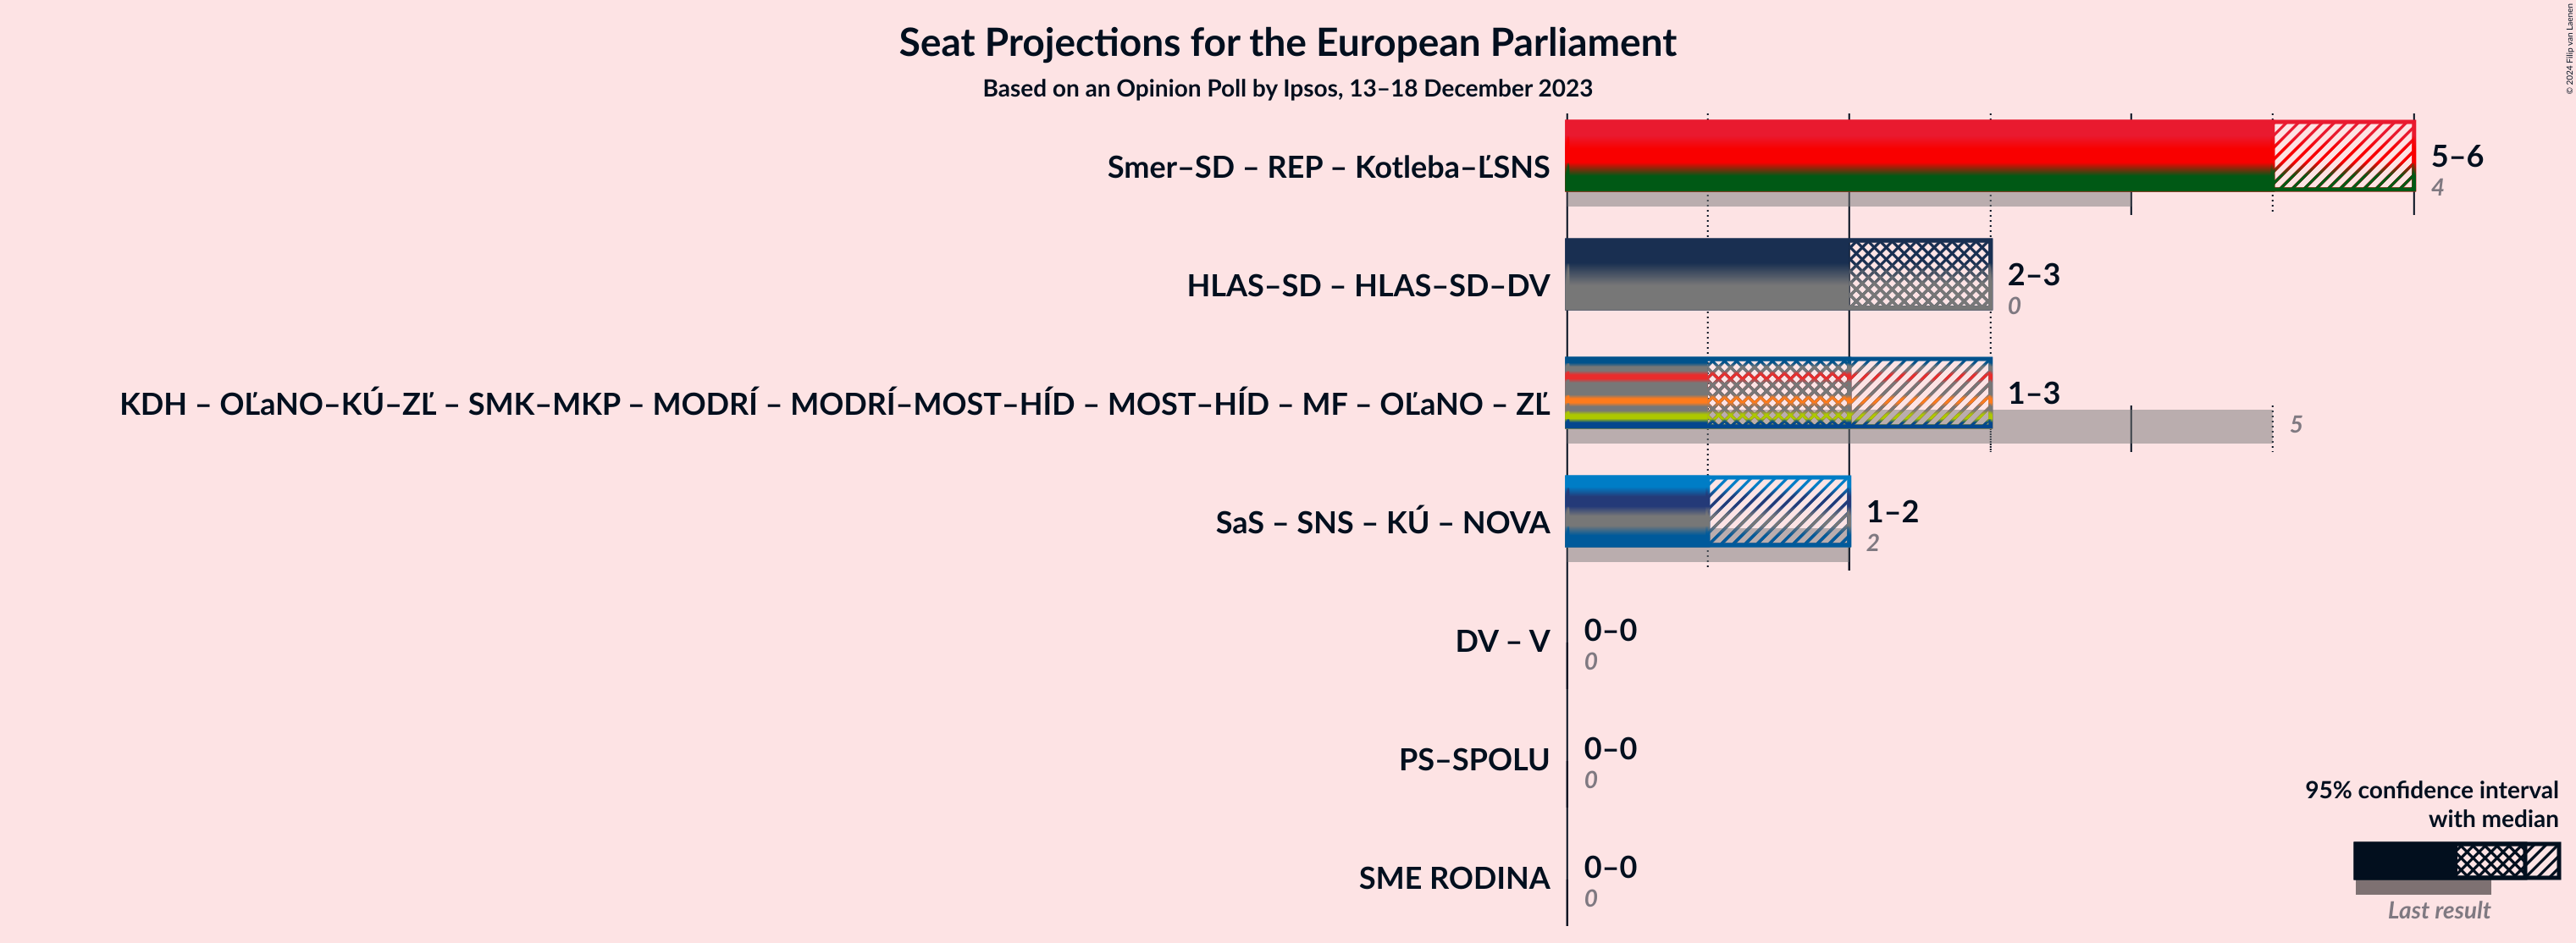 Seat Projections for the European Parliament
Based on an Opinion Poll by Ipsos, 13–18 December 2023
© 2024 Filip van Laenen
Smer–SD – REP – Kotleba–ĽSNS
5–6
4
HLAS–SD – HLAS–SD–DV
2–3
0
KDH – OĽaNO–KÚ–ZĽ – SMK–MKP – MODRÍ – MODRÍ–MOST–HÍD – MOST–HÍD – MF – OĽaNO – ZĽ
1–3
5
SaS – SNS – KÚ – NOVA
1–2
2
DV – V
0–0
0
PS–SPOLU
0–0
0
SME RODINA
0–0
0
95% confidence interval
with median
Last result